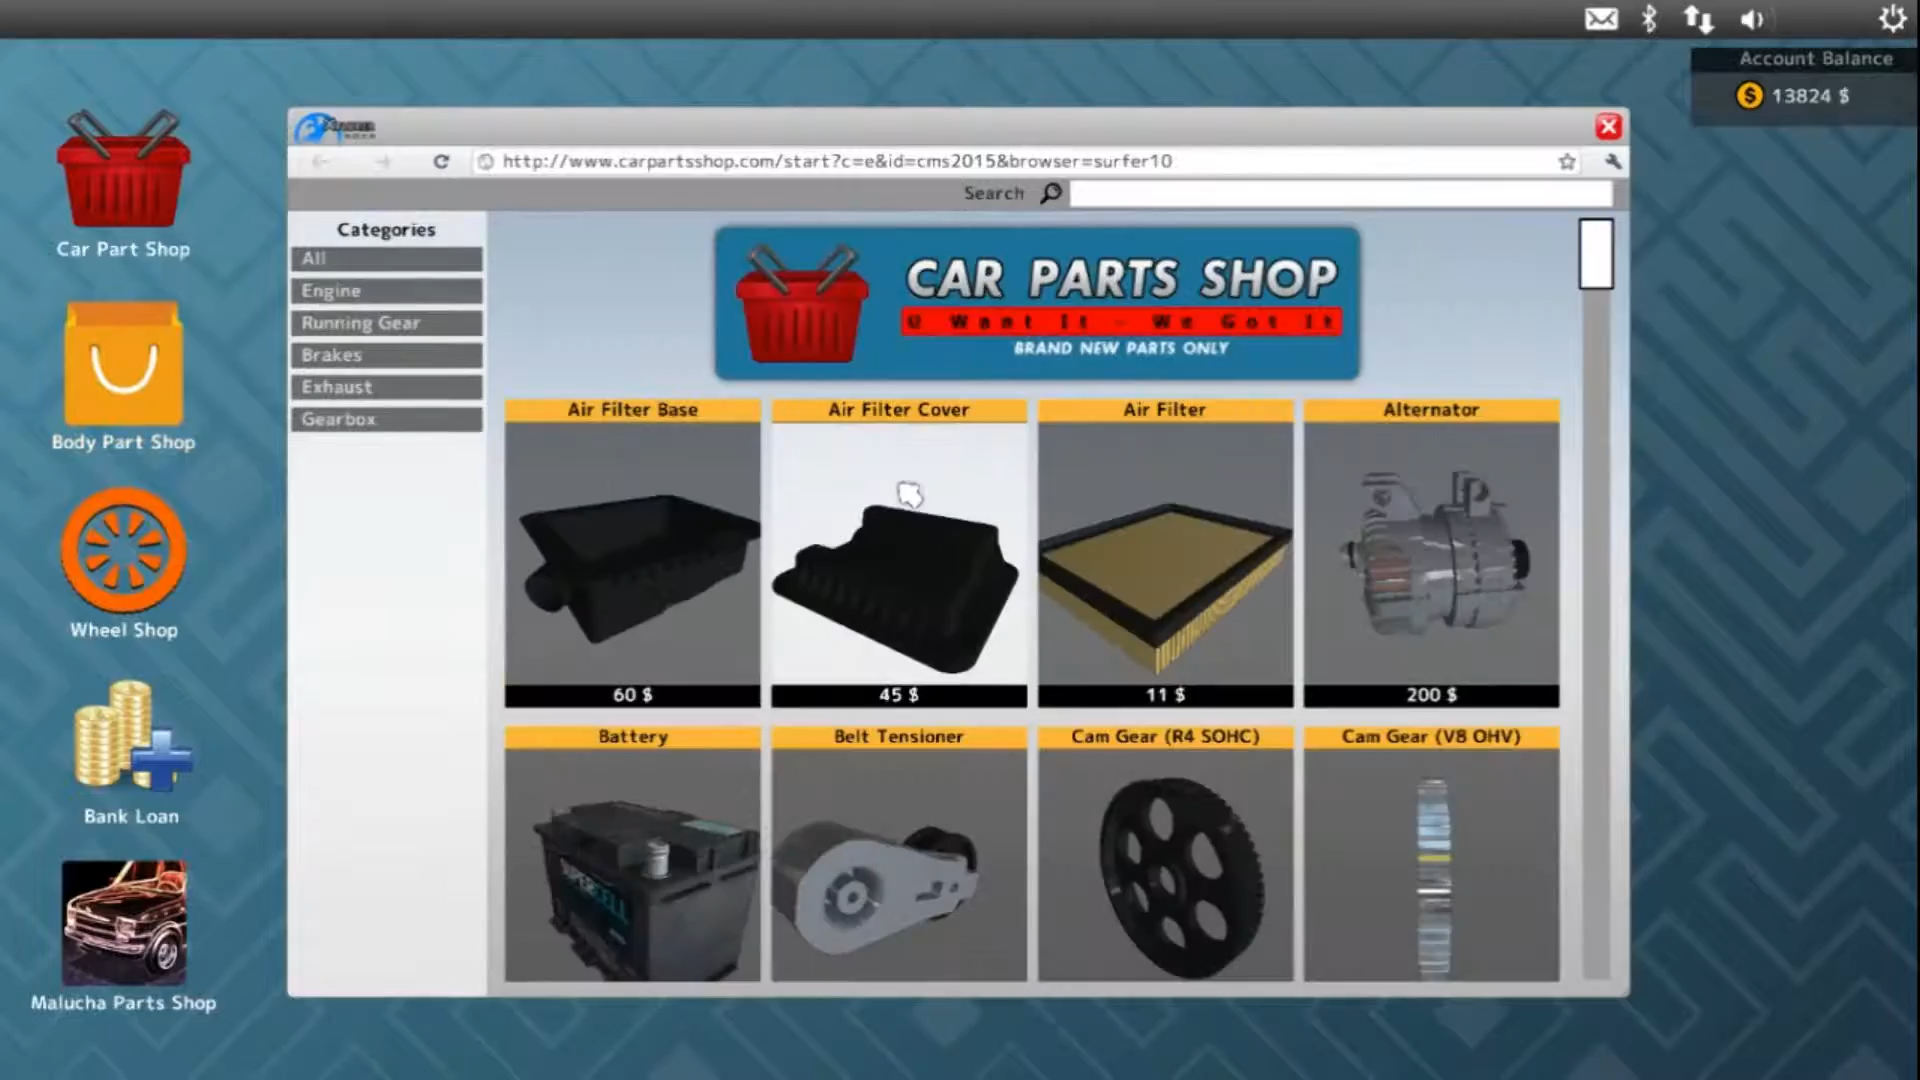 Account Balance
13824 $
http://www.carpartsshop.com/start?c=e&id=cms2015&browser=surfer10
Search
Car Part Shop
Body Part Shop
Wheel Shop
Bank Loan
Malucha Parts Shop
Categories
All
Engine
Running Gear
Brakes
Exhaust
Gearbox
CAR PARTS SHOP
U Want It - We Got It
BRAND NEW PARTS ONLY
Air Filter Base
Air Filter Cover
Air Filter
Alternator
60 $
45 $
11 $
200 $
Battery
Belt Tensioner
Cam Gear (R4 SOHC)
Cam Gear (V8 OHV)